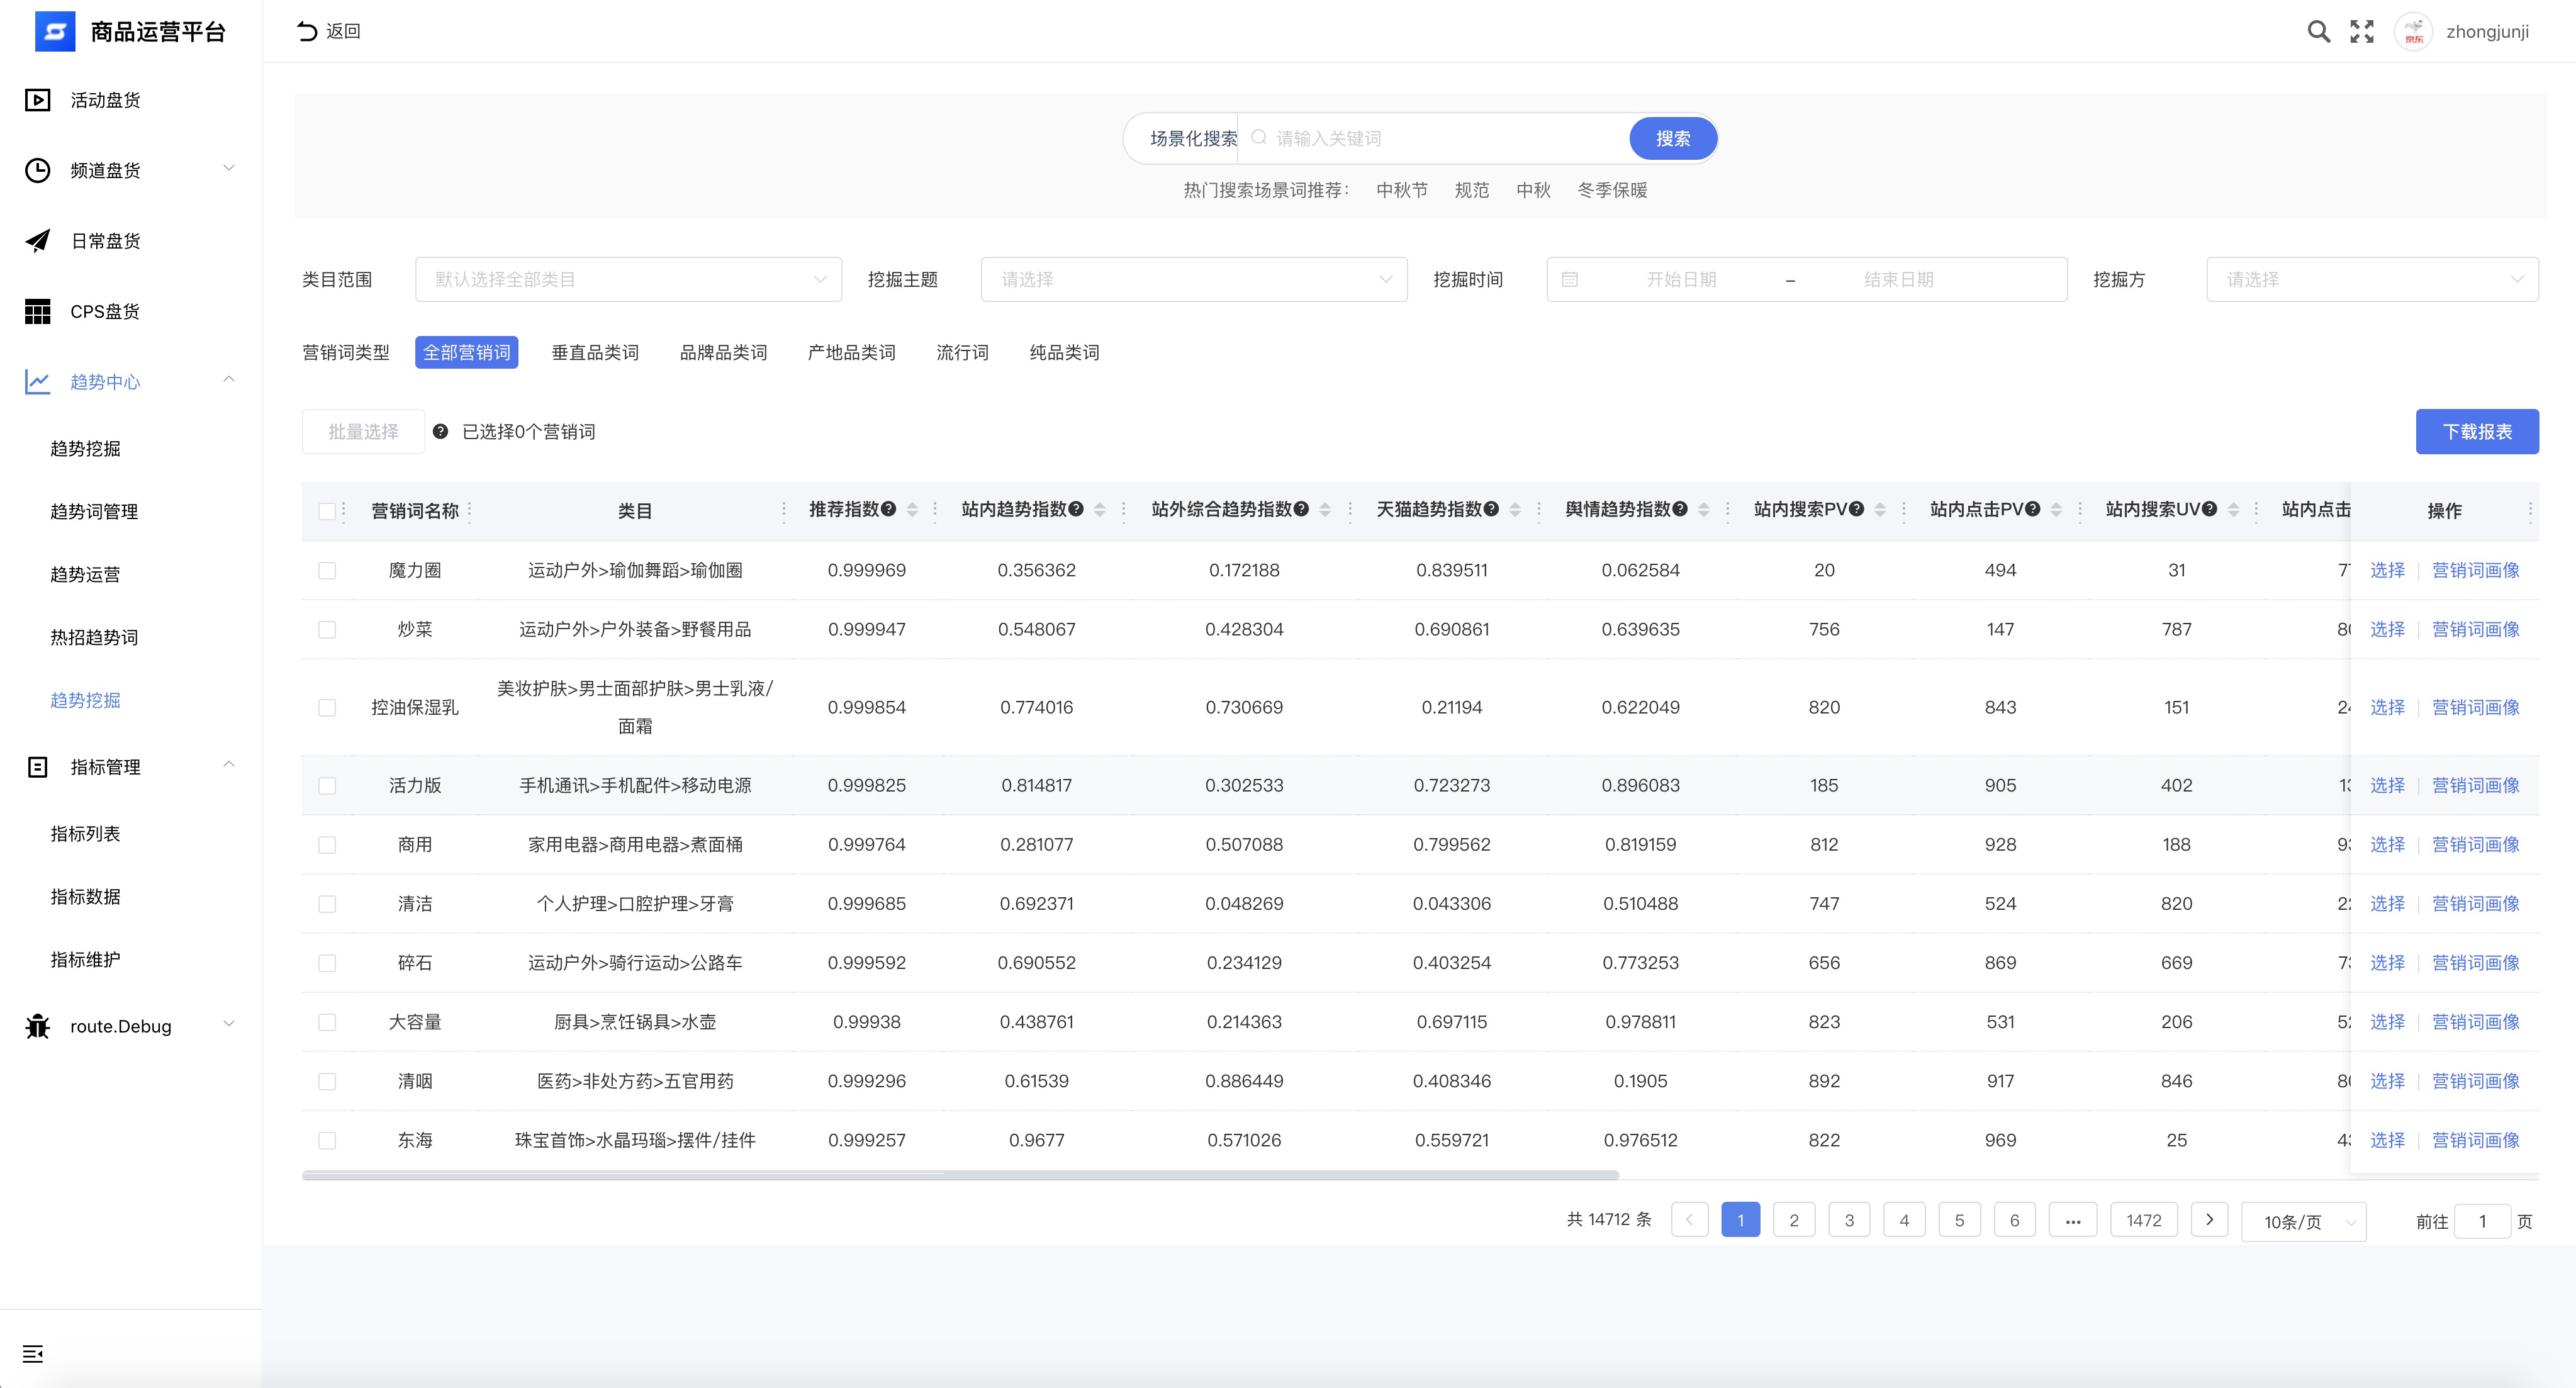 商品运营平台
返回
zhongjunji
活动盘货
频道盘货
日常盘货
CPS盘货
趋势中心
趋势挖掘
趋势词管理
趋势运营
热招趋势词
趋势挖掘
指标管理
指标列表
指标数据
指标维护
route.Debug
场景化搜索 请输入关键词 搜索
热门搜索场景词推荐： 中秋节 规范 中秋 冬季保暖
类目范围 默认选择全部类目 挖掘主题 请选择 挖掘时间 开始日期 – 结束日期 挖掘方 请选择
营销词类型 全部营销词 垂直品类词 品牌品类词 产地品类词 流行词 纯品类词
批量选择 已选择0个营销词 下载报表
营销词名称 类目 推荐指数 站内趋势指数 站外综合趋势指数 天猫趋势指数 舆情趋势指数 站内搜索PV 站内点击PV 站内搜索UV 站内点击 操作
魔力圈 运动户外>瑜伽舞蹈>瑜伽圈 0.999969 0.356362 0.172188 0.839511 0.062584 20 494 31 选择 营销词画像
炒菜 运动户外>户外装备>野餐用品 0.999947 0.548067 0.428304 0.690861 0.639635 756 147 787 选择 营销词画像
控油保湿乳 美妆护肤>男士面部护肤>男士乳液/面霜 0.999854 0.774016 0.730669 0.21194 0.622049 820 843 151 选择 营销词画像
活力版 手机通讯>手机配件>移动电源 0.999825 0.814817 0.302533 0.723273 0.896083 185 905 402 选择 营销词画像
商用 家用电器>商用电器>煮面桶 0.999764 0.281077 0.507088 0.799562 0.819159 812 928 188 选择 营销词画像
清洁 个人护理>口腔护理>牙膏 0.999685 0.692371 0.048269 0.043306 0.510488 747 524 820 选择 营销词画像
碎石 运动户外>骑行运动>公路车 0.999592 0.690552 0.234129 0.403254 0.773253 656 869 669 选择 营销词画像
大容量 厨具>烹饪锅具>水壶 0.99938 0.438761 0.214363 0.697115 0.978811 823 531 206 选择 营销词画像
清咽 医药>非处方药>五官用药 0.999296 0.61539 0.886449 0.408346 0.1905 892 917 846 选择 营销词画像
东海 珠宝首饰>水晶玛瑙>摆件/挂件 0.999257 0.9677 0.571026 0.559721 0.976512 822 969 25 选择 营销词画像
共 14712 条 1 2 3 4 5 6 ••• 1472 10条/页 前往 1 页